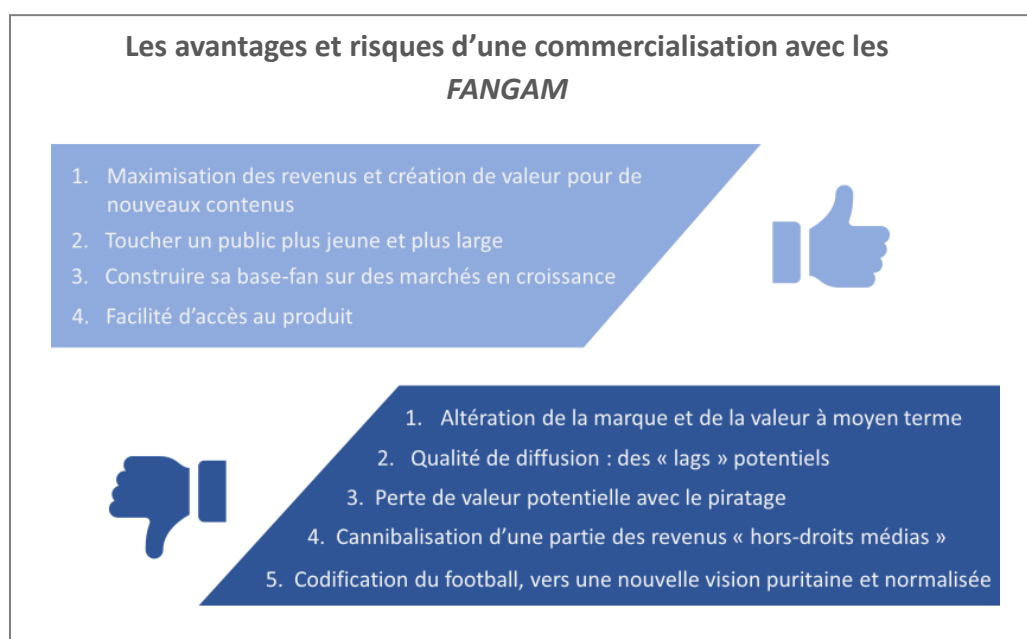 Les avantages et risques d’une commercialisation avec les
FANGAM
1. Maximisation des revenus et création de valeur pour de
nouveaux contenus
2. Toucher un public plus jeune et plus large
3. Construire sa base-fan sur des marchés en croissance
4. Facilité d’accès au produit
1. Altération de la marque et de la valeur à moyen terme
2. Qualité de diffusion : des « lags » potentiels
3. Perte de valeur potentielle avec le piratage
4. Cannibalisation d’une partie des revenus « hors-droits médias »
5. Codification du football, vers une nouvelle vision puritaine et normalisée